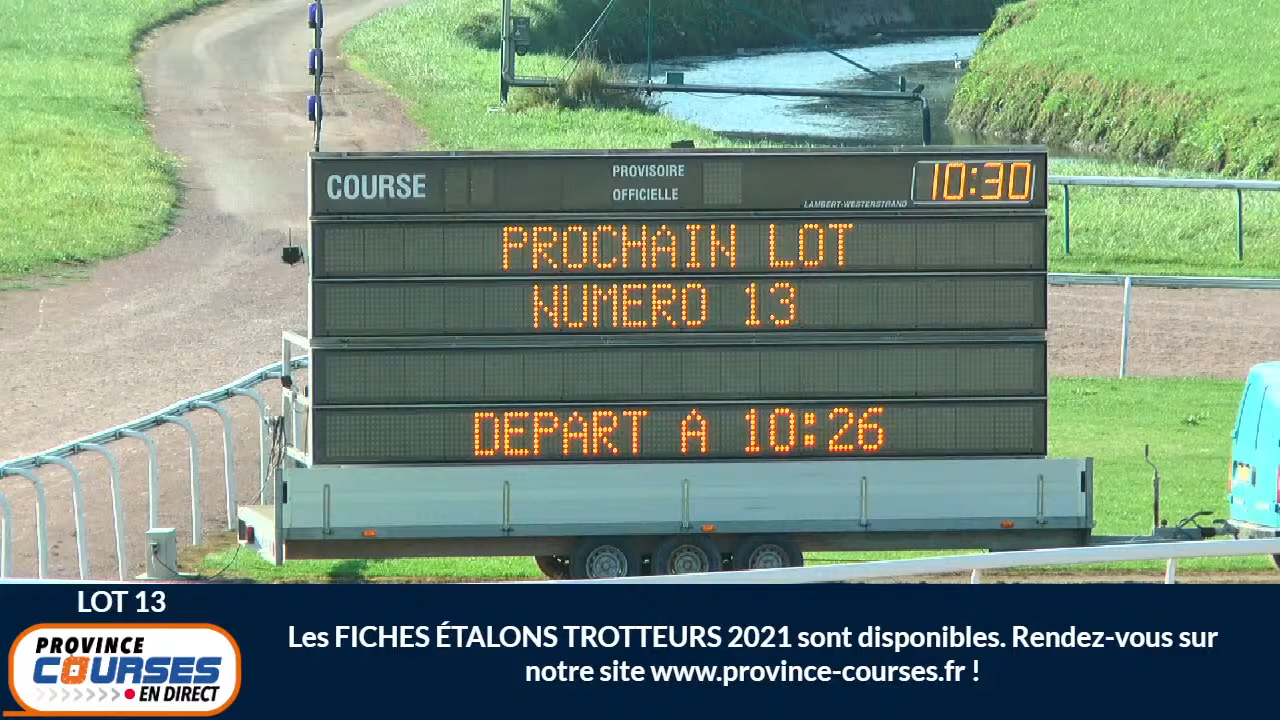 COURSE
PROVISOIRE
OFFICIELLE
LAMBERT-WESTERSTRAND
10:30
PROCHAIN LOT
NUMERO 13
DEPART A 10:26
LOT 13
PROVINCE
COURSES
EN DIRECT
Les FICHES ÉTALONS TROTTEURS 2021 sont disponibles. Rendez-vous sur
notre site www.province-courses.fr !